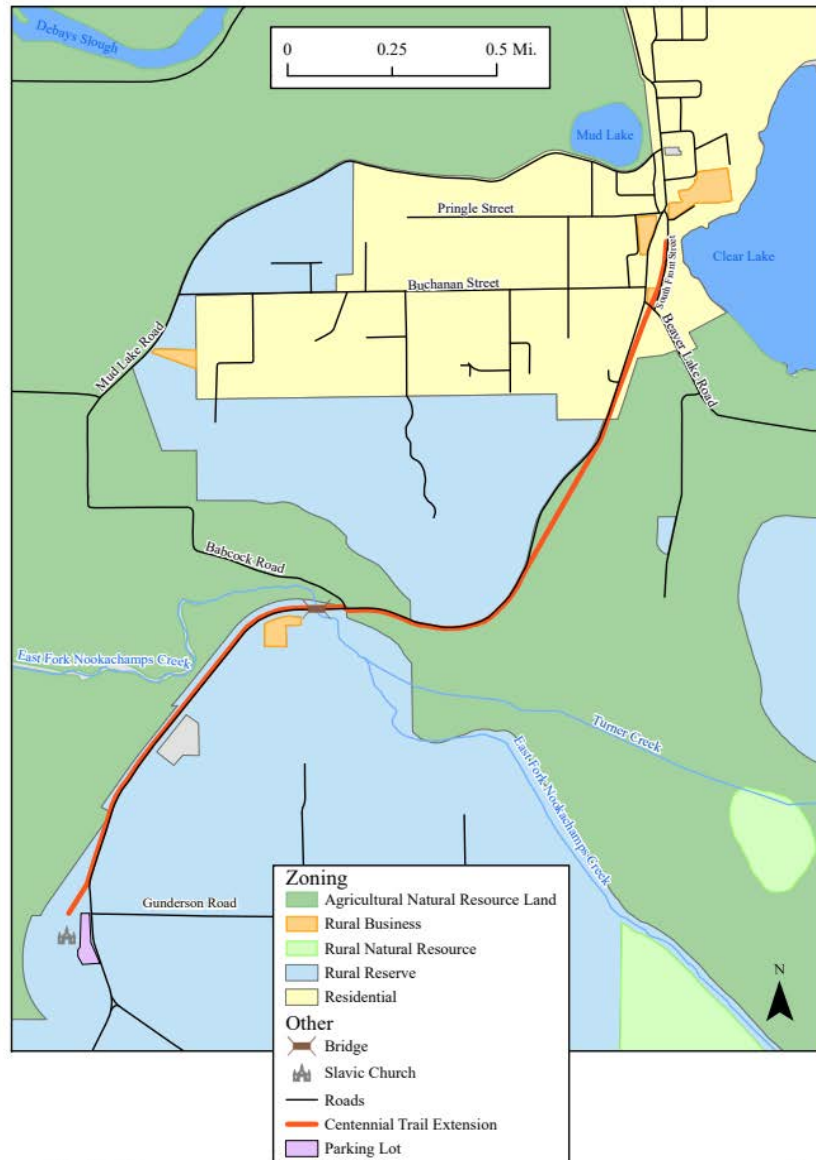 Debays Slough
0 0.25 0.5 Mi.
Mud Lake
Pringle Street
South Front Street
Clear Lake
Buchanan Street
Mud Lake Road
Beaver Lake Road
Babcock Road
East Fork Nookachamps Creek
Turner Creek
East Fork Nookachamps Creek
Gunderson Road
N
Zoning
Agricultural Natural Resource Land
Rural Business
Rural Natural Resource
Rural Reserve
Residential
Other
Bridge
Slavic Church
Roads
Centennial Trail Extension
Parking Lot